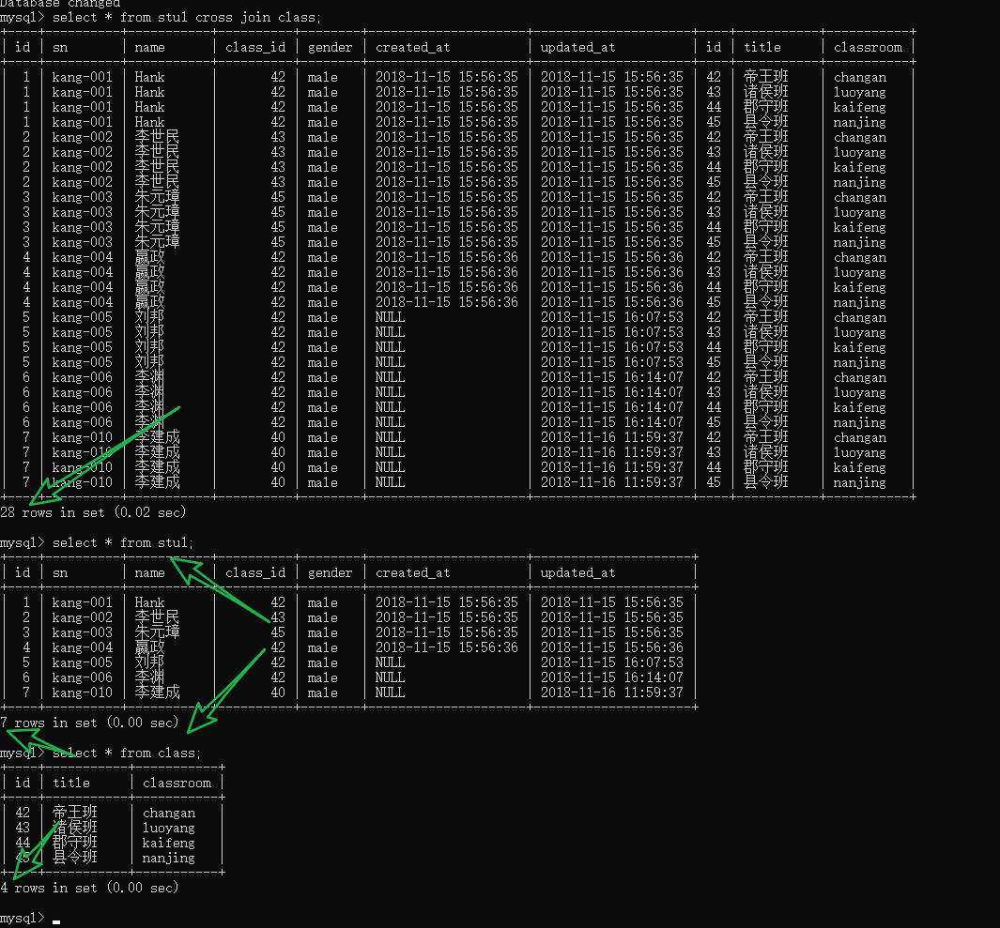 Database changed
mysql> select * from stu1 cross join class;
+----+----------+-----------+----------+--------+---------------------+---------------------+----+-----------+-----------+
| id | sn | name | class_id | gender | created_at | updated_at | id | title | classroom |
+----+----------+-----------+----------+--------+---------------------+---------------------+----+-----------+-----------+
| 1 | kang-001 | Hank | 42 | male | 2018-11-15 15:56:35 | 2018-11-15 15:56:35 | 42 | 帝王班 | changan |
| 1 | kang-001 | Hank | 42 | male | 2018-11-15 15:56:35 | 2018-11-15 15:56:35 | 43 | 诸侯班 | luoyang |
| 1 | kang-001 | Hank | 42 | male | 2018-11-15 15:56:35 | 2018-11-15 15:56:35 | 44 | 郡守班 | kaifeng |
| 1 | kang-001 | Hank | 42 | male | 2018-11-15 15:56:35 | 2018-11-15 15:56:35 | 45 | 县令班 | nanjing |
| 2 | kang-002 | 李世民 | 43 | male | 2018-11-15 15:56:35 | 2018-11-15 15:56:35 | 42 | 帝王班 | changan |
| 2 | kang-002 | 李世民 | 43 | male | 2018-11-15 15:56:35 | 2018-11-15 15:56:35 | 43 | 诸侯班 | luoyang |
| 2 | kang-002 | 李世民 | 43 | male | 2018-11-15 15:56:35 | 2018-11-15 15:56:35 | 44 | 郡守班 | kaifeng |
| 2 | kang-002 | 李世民 | 43 | male | 2018-11-15 15:56:35 | 2018-11-15 15:56:35 | 45 | 县令班 | nanjing |
| 3 | kang-003 | 朱元璋 | 45 | male | 2018-11-15 15:56:35 | 2018-11-15 15:56:35 | 42 | 帝王班 | changan |
| 3 | kang-003 | 朱元璋 | 45 | male | 2018-11-15 15:56:35 | 2018-11-15 15:56:35 | 43 | 诸侯班 | luoyang |
| 3 | kang-003 | 朱元璋 | 45 | male | 2018-11-15 15:56:35 | 2018-11-15 15:56:35 | 44 | 郡守班 | kaifeng |
| 3 | kang-003 | 朱元璋 | 45 | male | 2018-11-15 15:56:35 | 2018-11-15 15:56:35 | 45 | 县令班 | nanjing |
| 4 | kang-004 | 嬴政 | 42 | male | 2018-11-15 15:56:36 | 2018-11-15 15:56:36 | 42 | 帝王班 | changan |
| 4 | kang-004 | 嬴政 | 42 | male | 2018-11-15 15:56:36 | 2018-11-15 15:56:36 | 43 | 诸侯班 | luoyang |
| 4 | kang-004 | 嬴政 | 42 | male | 2018-11-15 15:56:36 | 2018-11-15 15:56:36 | 44 | 郡守班 | kaifeng |
| 4 | kang-004 | 嬴政 | 42 | male | 2018-11-15 15:56:36 | 2018-11-15 15:56:36 | 45 | 县令班 | nanjing |
| 5 | kang-005 | 刘邦 | 42 | male | NULL | 2018-11-15 16:07:53 | 42 | 帝王班 | changan |
| 5 | kang-005 | 刘邦 | 42 | male | NULL | 2018-11-15 16:07:53 | 43 | 诸侯班 | luoyang |
| 5 | kang-005 | 刘邦 | 42 | male | NULL | 2018-11-15 16:07:53 | 44 | 郡守班 | kaifeng |
| 5 | kang-005 | 刘邦 | 42 | male | NULL | 2018-11-15 16:07:53 | 45 | 县令班 | nanjing |
| 6 | kang-006 | 李渊 | 42 | male | NULL | 2018-11-15 16:14:07 | 42 | 帝王班 | changan |
| 6 | kang-006 | 李渊 | 42 | male | NULL | 2018-11-15 16:14:07 | 43 | 诸侯班 | luoyang |
| 6 | kang-006 | 李渊 | 42 | male | NULL | 2018-11-15 16:14:07 | 44 | 郡守班 | kaifeng |
| 6 | kang-006 | 李渊 | 42 | male | NULL | 2018-11-15 16:14:07 | 45 | 县令班 | nanjing |
| 7 | kang-010 | 李建成 | 40 | male | NULL | 2018-11-16 11:59:37 | 42 | 帝王班 | changan |
| 7 | kang-010 | 李建成 | 40 | male | NULL | 2018-11-16 11:59:37 | 43 | 诸侯班 | luoyang |
| 7 | kang-010 | 李建成 | 40 | male | NULL | 2018-11-16 11:59:37 | 44 | 郡守班 | kaifeng |
| 7 | kang-010 | 李建成 | 40 | male | NULL | 2018-11-16 11:59:37 | 45 | 县令班 | nanjing |
+----+----------+-----------+----------+--------+---------------------+---------------------+----+-----------+-----------+
28 rows in set (0.02 sec)
mysql> select * from stu1;
+----+----------+-----------+----------+--------+---------------------+---------------------+
| id | sn | name | class_id | gender | created_at | updated_at |
+----+----------+-----------+----------+--------+---------------------+---------------------+
| 1 | kang-001 | Hank | 42 | male | 2018-11-15 15:56:35 | 2018-11-15 15:56:35 |
| 2 | kang-002 | 李世民 | 43 | male | 2018-11-15 15:56:35 | 2018-11-15 15:56:35 |
| 3 | kang-003 | 朱元璋 | 45 | male | 2018-11-15 15:56:35 | 2018-11-15 15:56:35 |
| 4 | kang-004 | 嬴政 | 42 | male | 2018-11-15 15:56:36 | 2018-11-15 15:56:36 |
| 5 | kang-005 | 刘邦 | 42 | male | NULL | 2018-11-15 16:07:53 |
| 6 | kang-006 | 李渊 | 42 | male | NULL | 2018-11-15 16:14:07 |
| 7 | kang-010 | 李建成 | 40 | male | NULL | 2018-11-16 11:59:37 |
+----+----------+-----------+----------+--------+---------------------+---------------------+
7 rows in set (0.00 sec)
mysql> select * from class;
+----+-----------+-----------+
| id | title | classroom |
+----+-----------+-----------+
| 42 | 帝王班 | changan |
| 43 | 诸侯班 | luoyang |
| 44 | 郡守班 | kaifeng |
| 45 | 县令班 | nanjing |
+----+-----------+-----------+
4 rows in set (0.00 sec)
mysql>